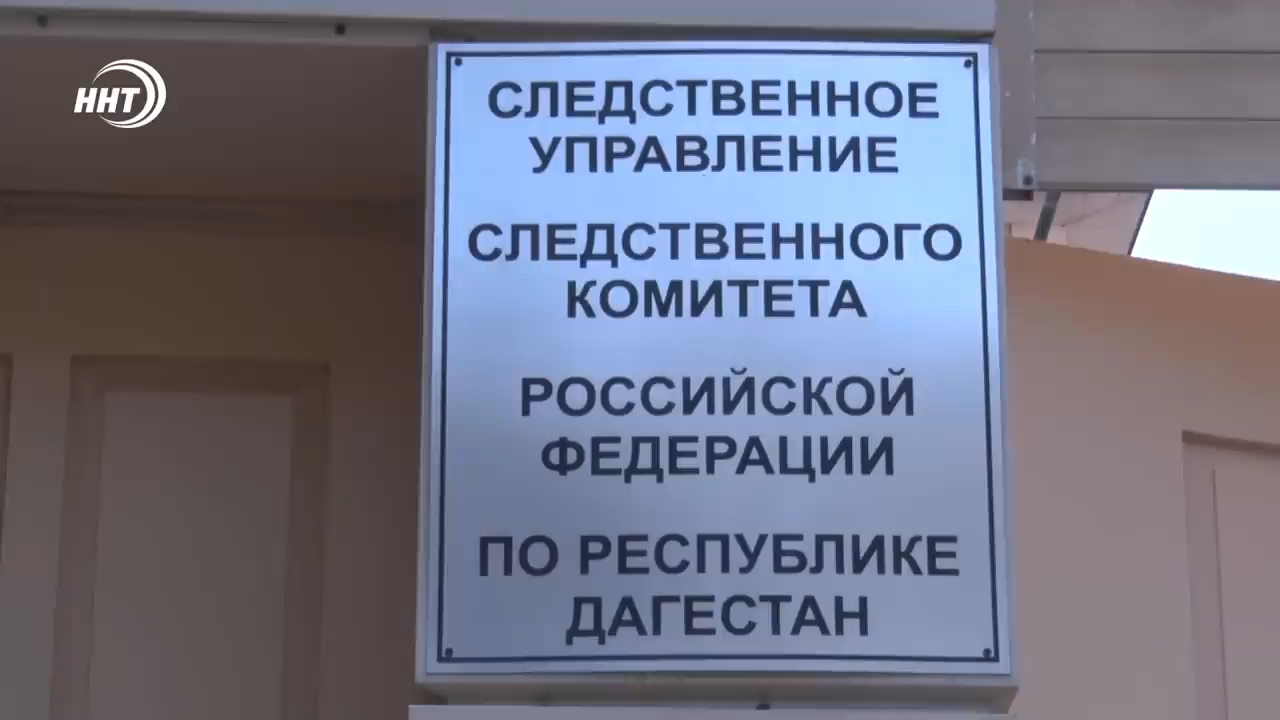 ННТ
СЛЕДСТВЕННОЕ
УПРАВЛЕНИЕ
СЛЕДСТВЕННОГО
КОМИТЕТА
РОССИЙСКОЙ
ФЕДЕРАЦИИ
ПО РЕСПУБЛИКЕ
ДАГЕСТАН